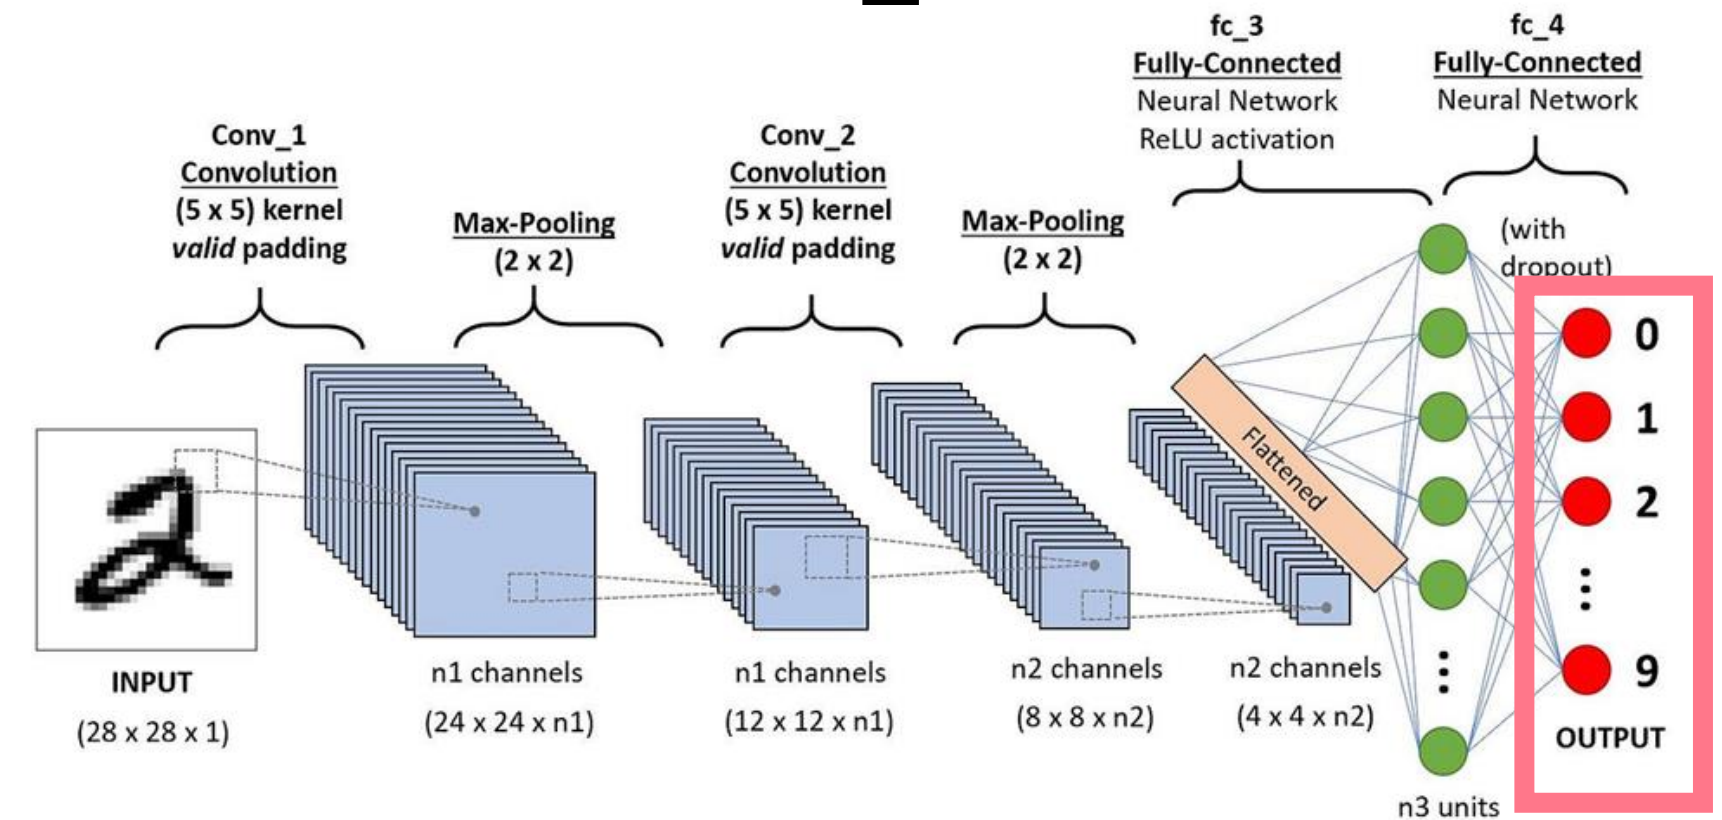 Conv_1
Convolution
(5 x 5) kernel
valid padding
Max-Pooling
(2 x 2)
Conv_2
Convolution
(5 x 5) kernel
valid padding
Max-Pooling
(2 x 2)
fc_3
Fully-Connected
Neural Network
ReLU activation
fc_4
Fully-Connected
Neural Network
(with
dropout)
INPUT
(28 x 28 x 1)
n1 channels
(24 x 24 x n1)
n1 channels
(12 x 12 x n1)
n2 channels
(8 x 8 x n2)
n2 channels
(4 x 4 x n2)
Flattened
n3 units
0
1
2
9
OUTPUT